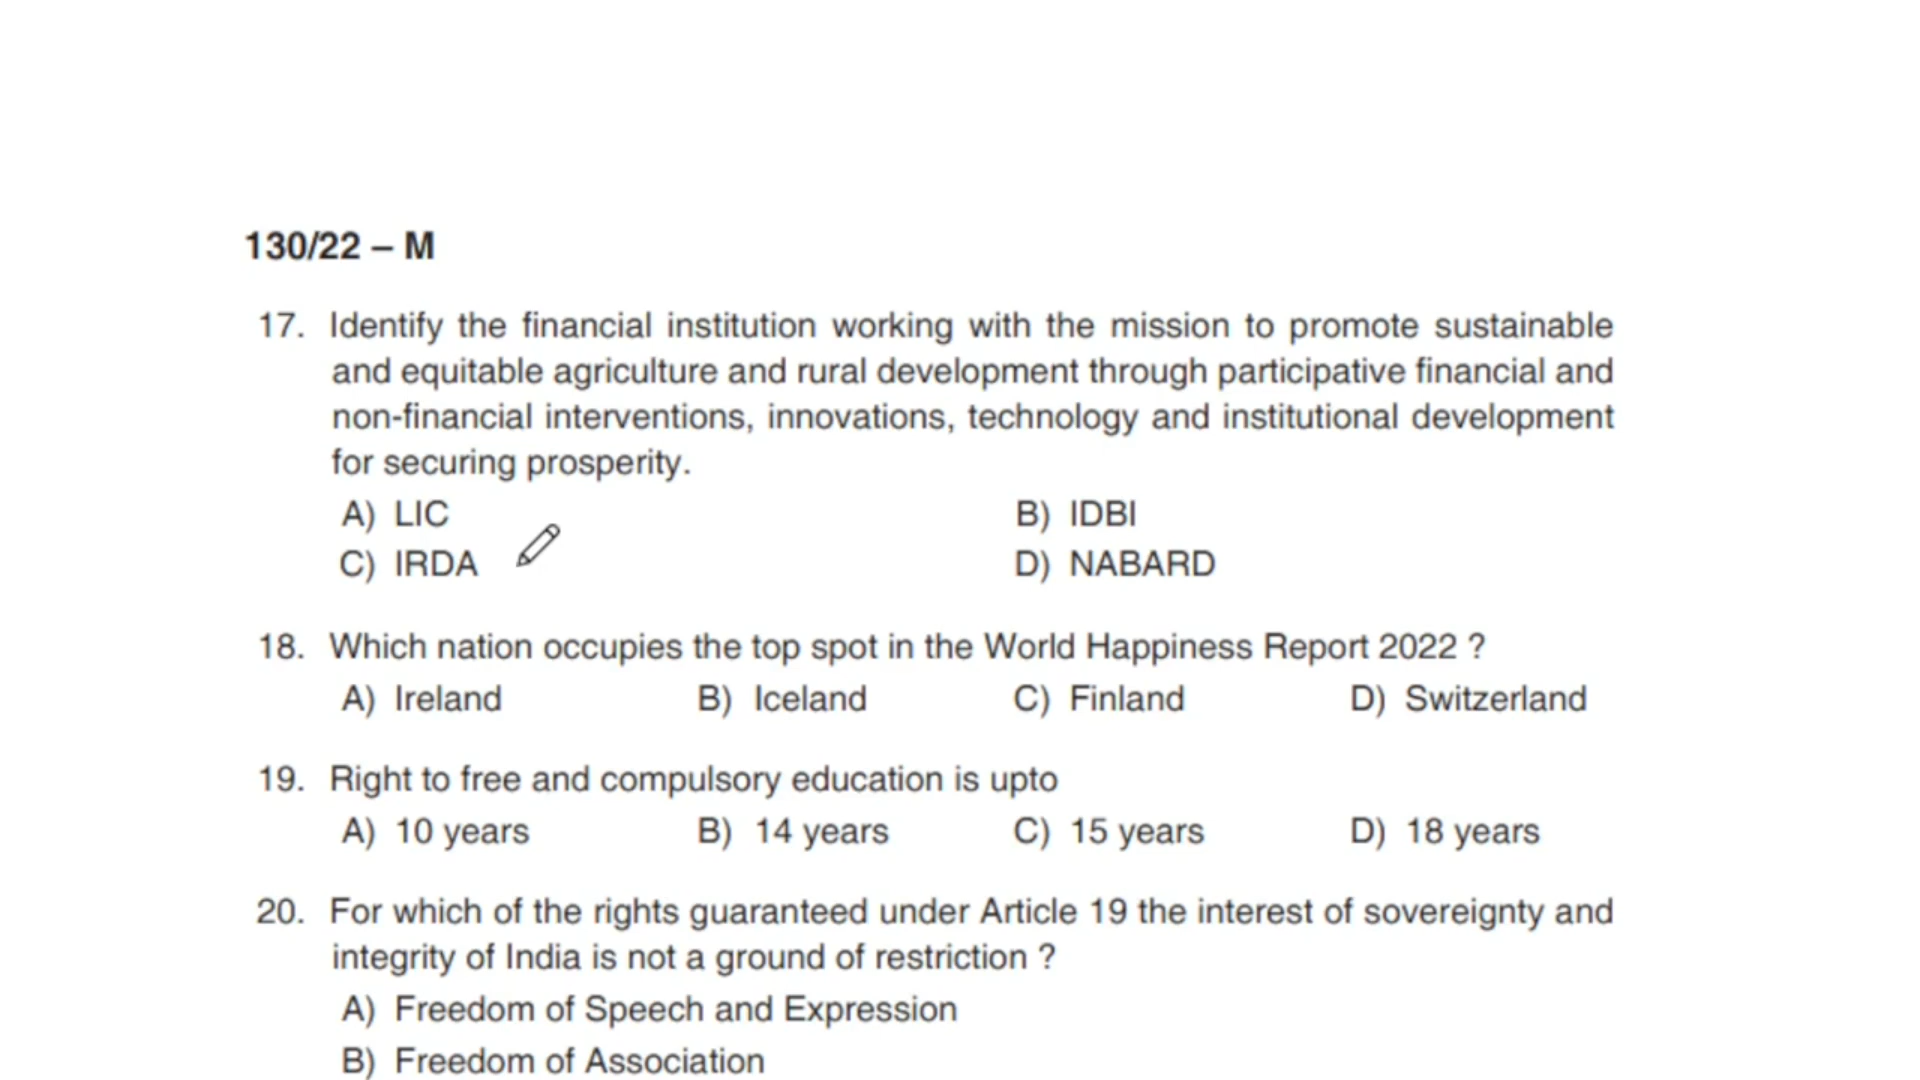 130/22 – M
17. Identify the financial institution working with the mission to promote sustainable
and equitable agriculture and rural development through participative financial and
non-financial interventions, innovations, technology and institutional development
for securing prosperity.
A) LIC B) IDBI
C) IRDA D) NABARD
18. Which nation occupies the top spot in the World Happiness Report 2022 ?
A) Ireland B) Iceland C) Finland D) Switzerland
19. Right to free and compulsory education is upto
A) 10 years B) 14 years C) 15 years D) 18 years
20. For which of the rights guaranteed under Article 19 the interest of sovereignty and
integrity of India is not a ground of restriction ?
A) Freedom of Speech and Expression
B) Freedom of Association